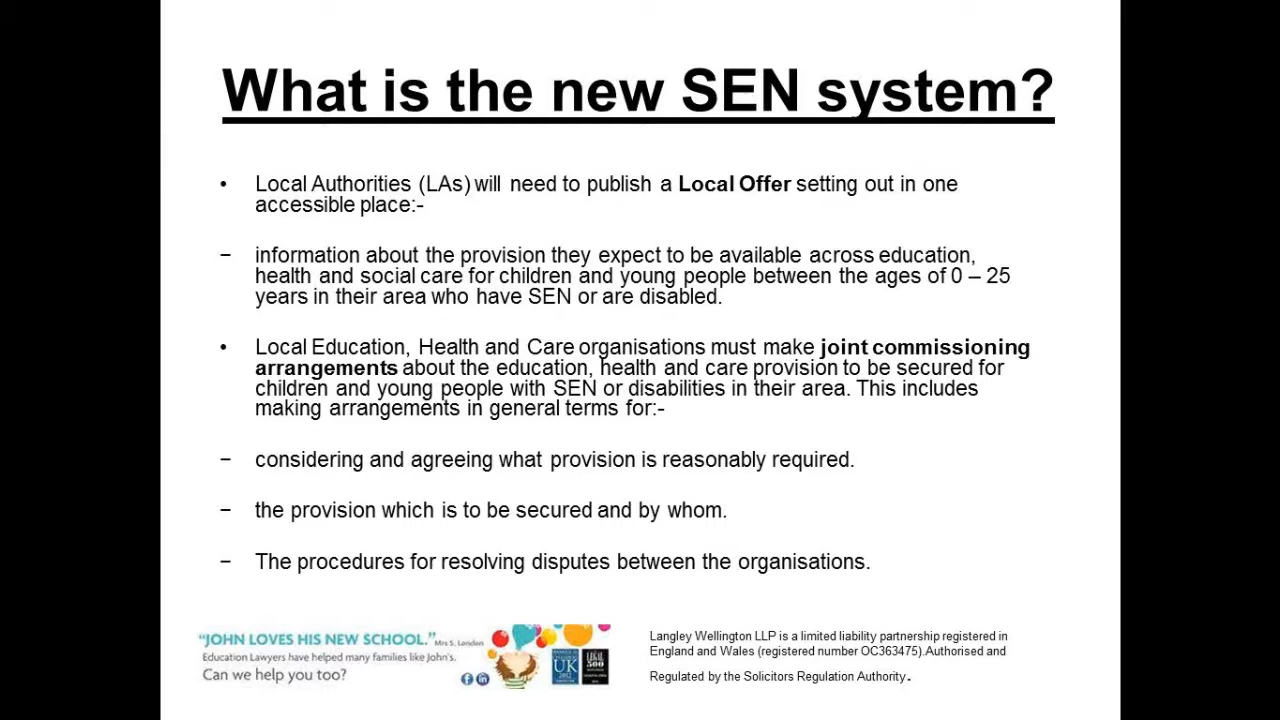 What is the new SEN system?
• Local Authorities (LAs) will need to publish a Local Offer setting out in one
accessible place:-
− information about the provision they expect to be available across education,
health and social care for children and young people between the ages of 0 – 25
years in their area who have SEN or are disabled.
• Local Education, Health and Care organisations must make joint commissioning
arrangements about the education, health and care provision to be secured for
children and young people with SEN or disabilities in their area. This includes
making arrangements in general terms for:-
− considering and agreeing what provision is reasonably required.
− the provision which is to be secured and by whom.
− The procedures for resolving disputes between the organisations.
“JOHN LOVES HIS NEW SCHOOL.” Mrs S, London
Education Lawyers have helped many families like John's.
Can we help you too?
UK
2012
LEGAL
500
Langley Wellington LLP is a limited liability partnership registered in
England and Wales (registered number OC363475).Authorised and
Regulated by the Solicitors Regulation Authority.